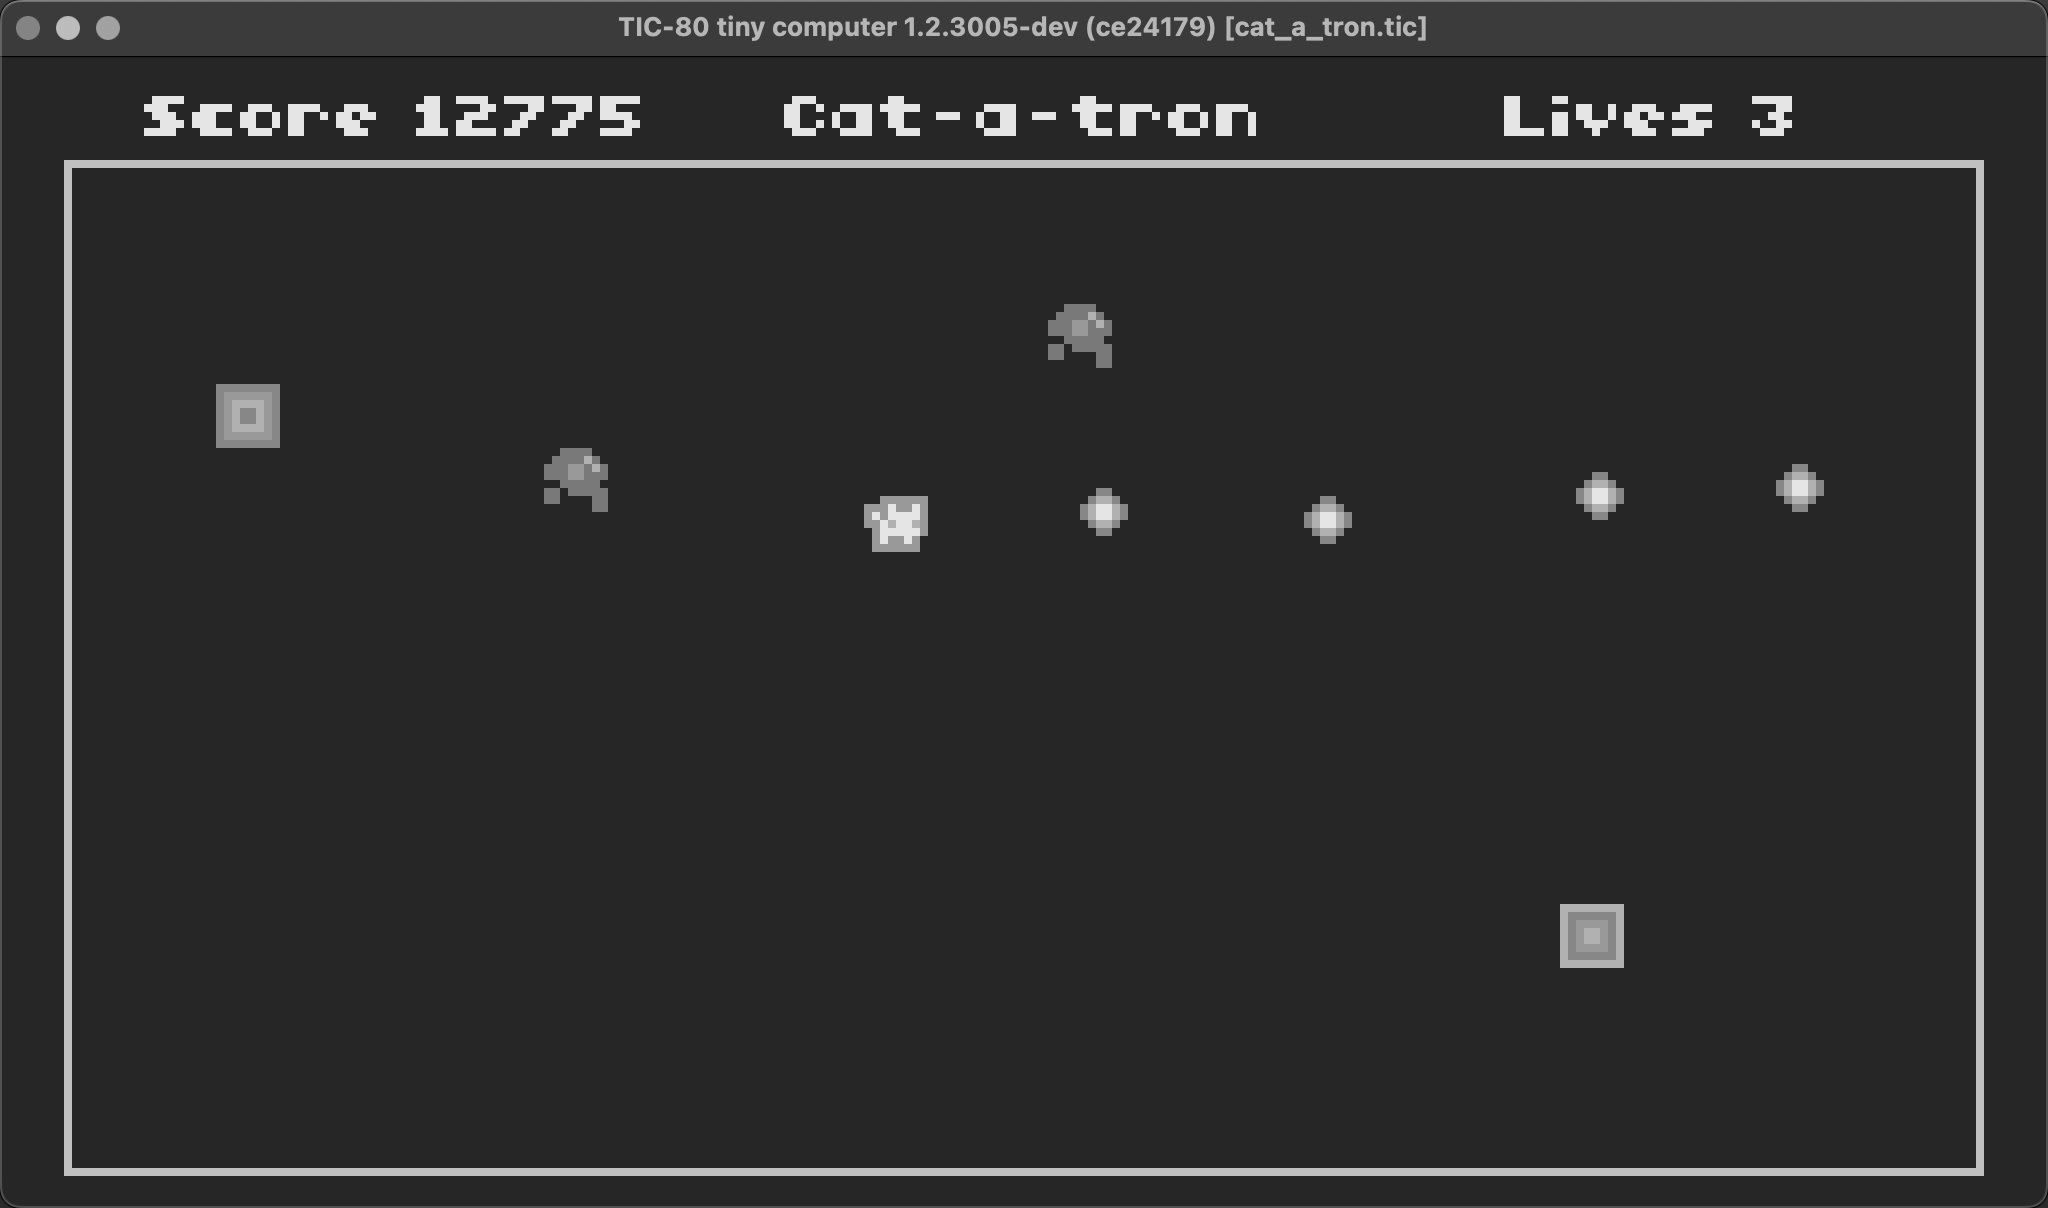 TIC-80 tiny computer 1.2.3005-dev (ce24179) [cat_a_tron.tic]
Score 12775 Cat-a-tron Lives 3